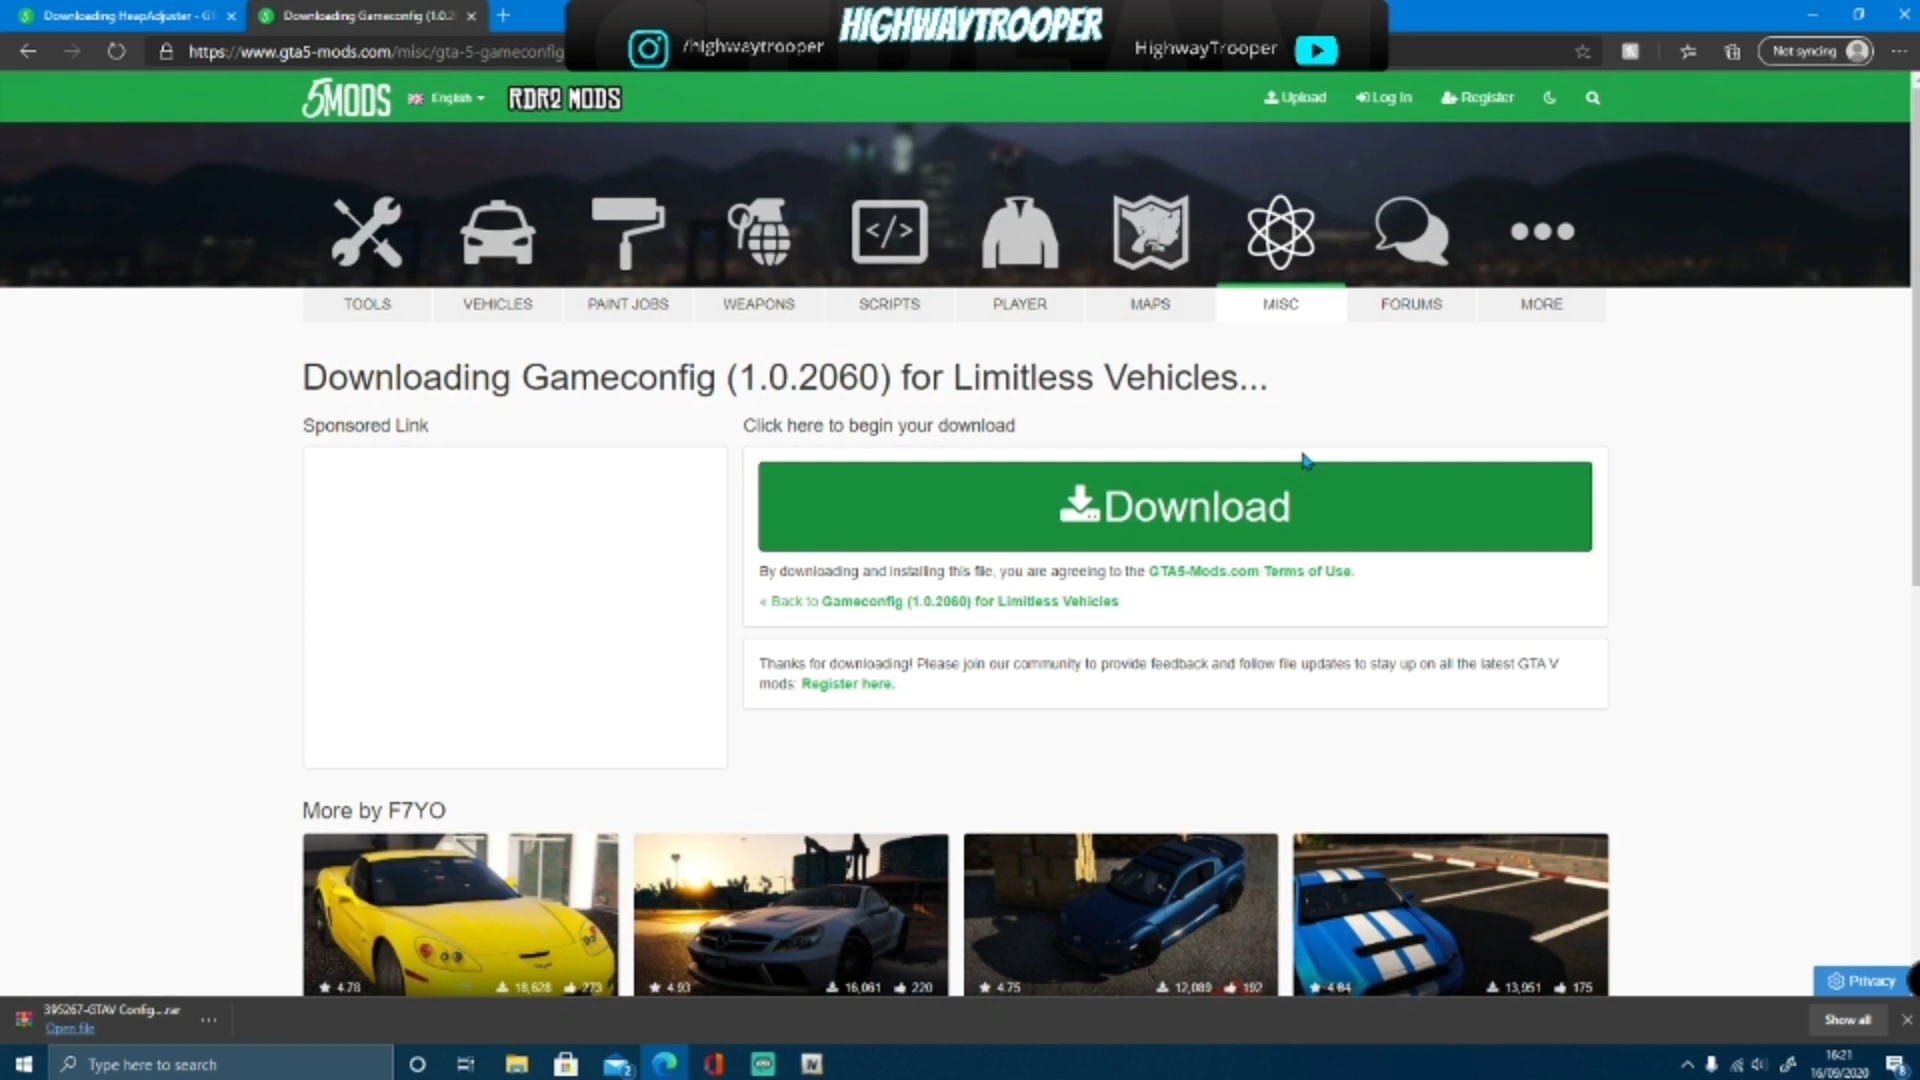 Downloading HeapAdjuster - GT
Downloading Gameconfig (1.0.2
HIGHWAYTROOPER
/highwaytrooper
HighwayTrooper
https://www.gta5-mods.com/misc/gta-5-gameconfig
Not syncing
5MODS
English
RDR2 MODS
Upload
Log In
Register
</>
TOOLS
VEHICLES
PAINT JOBS
WEAPONS
SCRIPTS
PLAYER
MAPS
MISC
FORUMS
MORE
Downloading Gameconfig (1.0.2060) for Limitless Vehicles...
Sponsored Link
Click here to begin your download
Download
By downloading and installing this file, you are agreeing to the GTA5-Mods.com Terms of Use.
« Back to Gameconfig (1.0.2060) for Limitless Vehicles
Thanks for downloading! Please join our community to provide feedback and follow file updates to stay up on all the latest GTA V
mods: Register here.
More by F7YO
4.78
18,628
273
4.93
16,061
220
4.75
12,089
192
4.84
13,951
175
Privacy
395267-GTAV Config....rar
Open file
Show all
Type here to search
2
16:21
16/09/2020